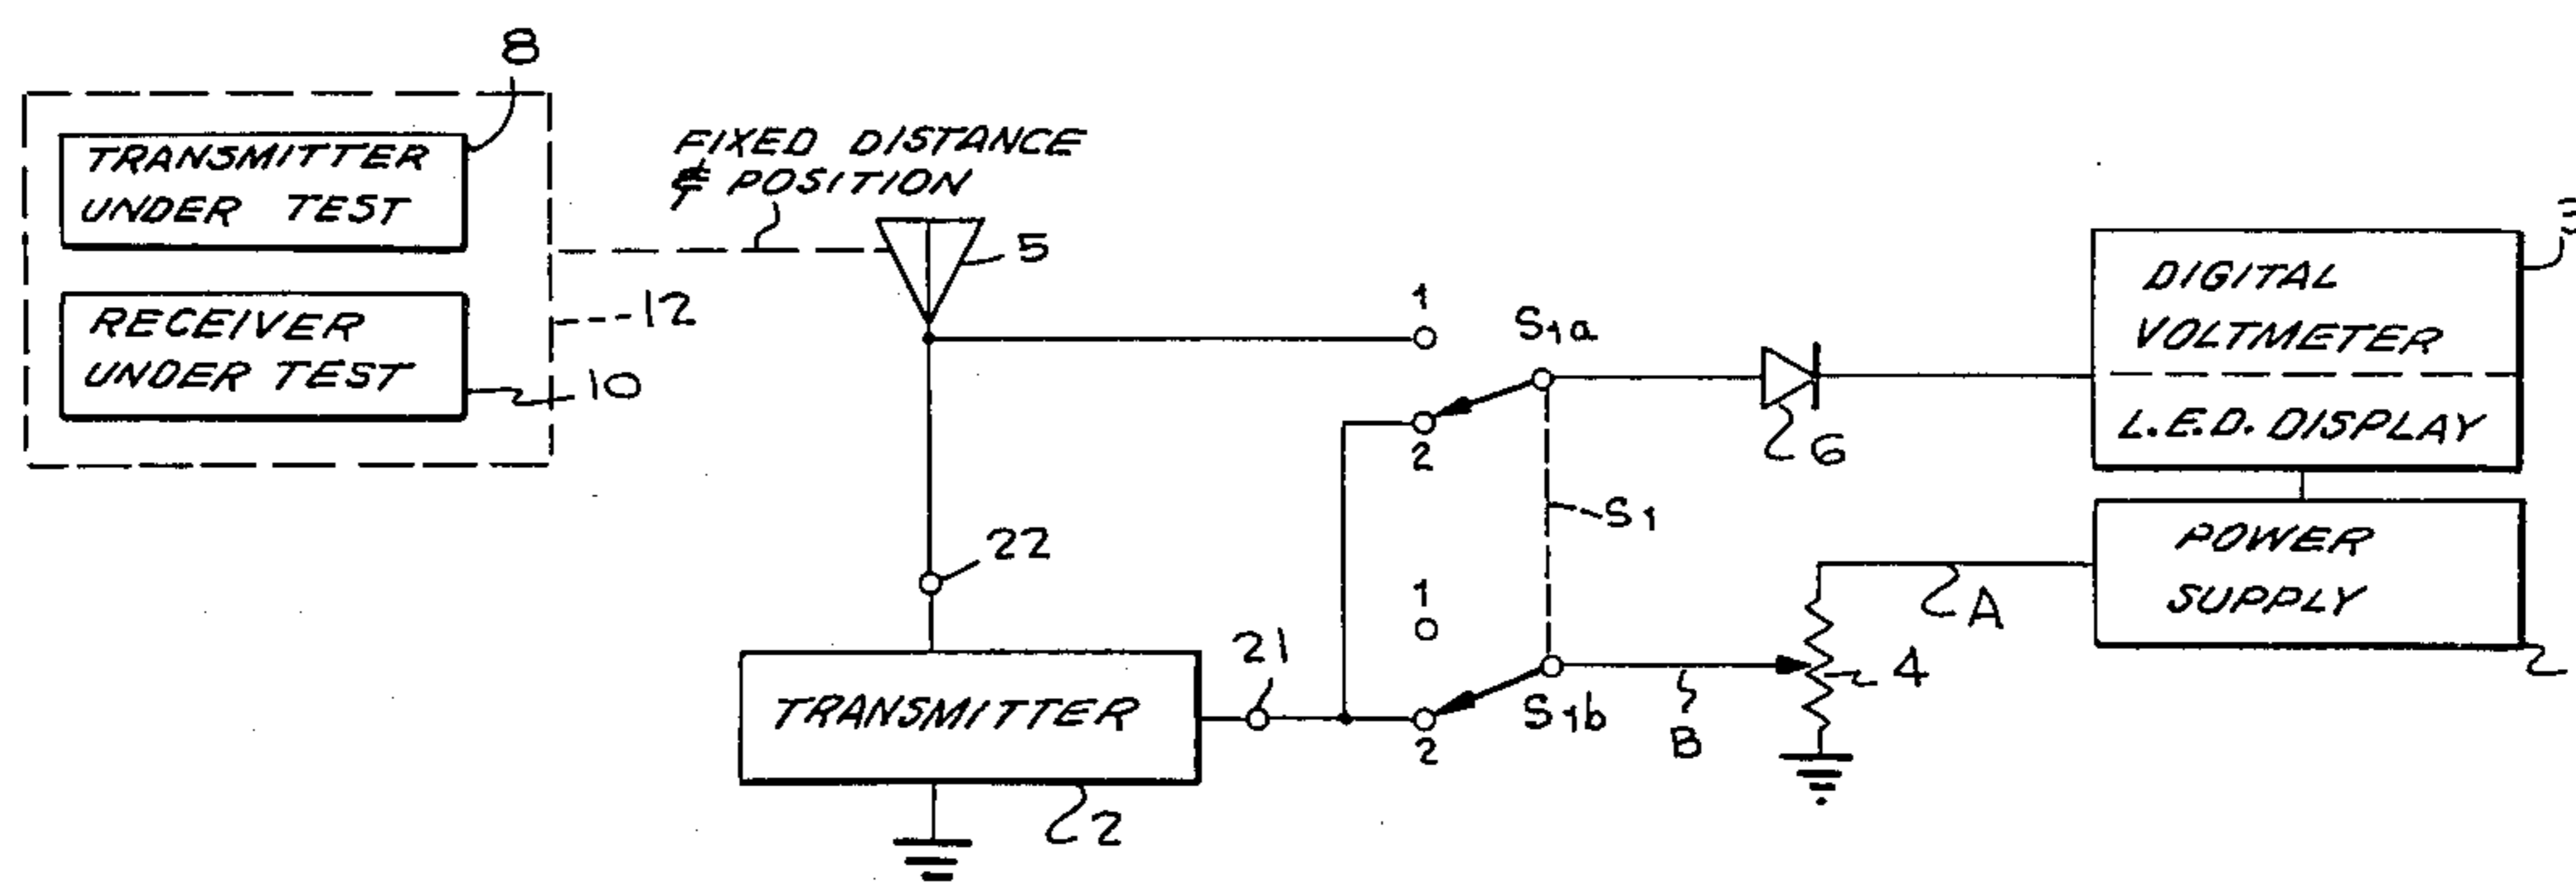 8
TRANSMITTER
UNDER TEST
RECEIVER
UNDER TEST
10
12
FIXED DISTANCE
& POSITION
5
22
TRANSMITTER
2
21
1
2
S1a
S1
1
2
S1b
B
6
4
A
DIGITAL
VOLTMETER
L.E.D. DISPLAY
3
POWER
SUPPLY